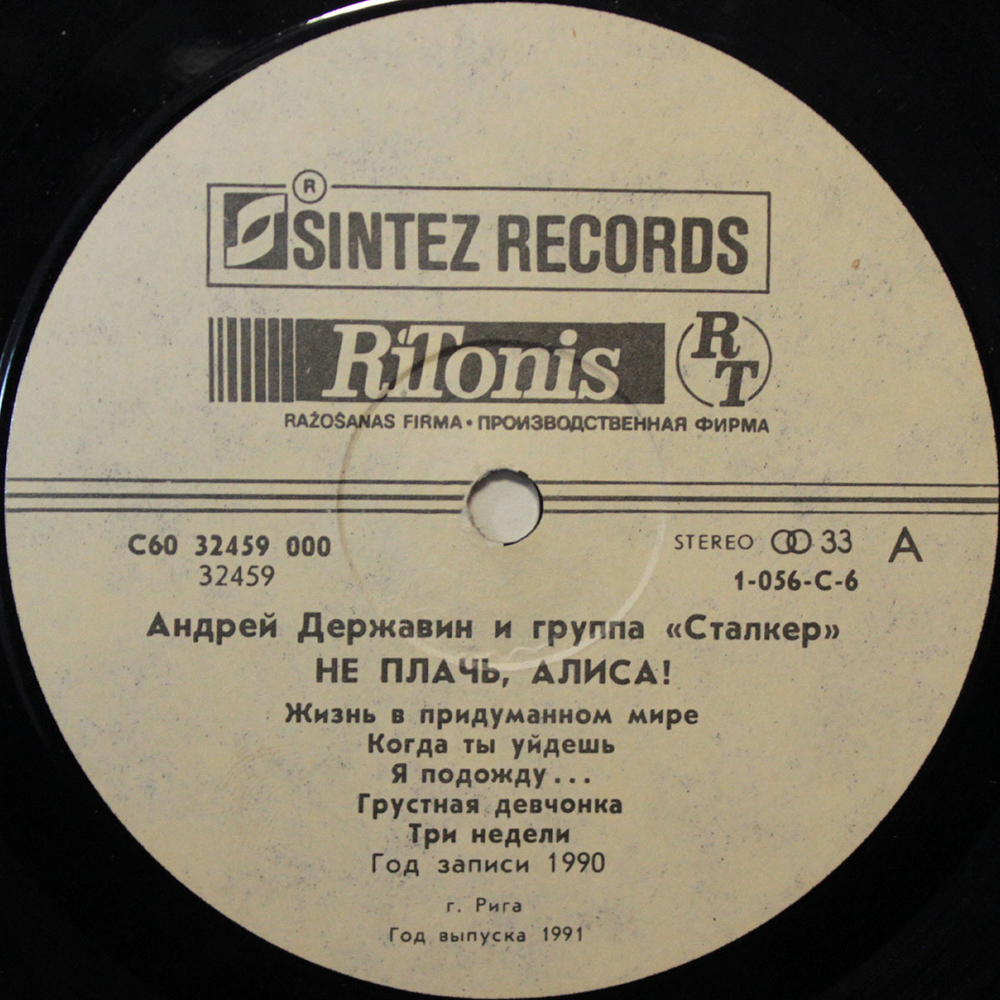 ®
SINTEZ RECORDS
RiTonis RT
RAŽOŠANAS FIRMA • ПРОИЗВОДСТВЕННАЯ ФИРМА
С60 32459 000
32459
STEREO 33 A
1-056-С-6
Андрей Державин и группа «Сталкер»
НЕ ПЛАЧЬ, АЛИСА!
Жизнь в придуманном мире
Когда ты уйдешь
Я подожду...
Грустная девчонка
Три недели
Год записи 1990
г. Рига
Год выпуска 1991